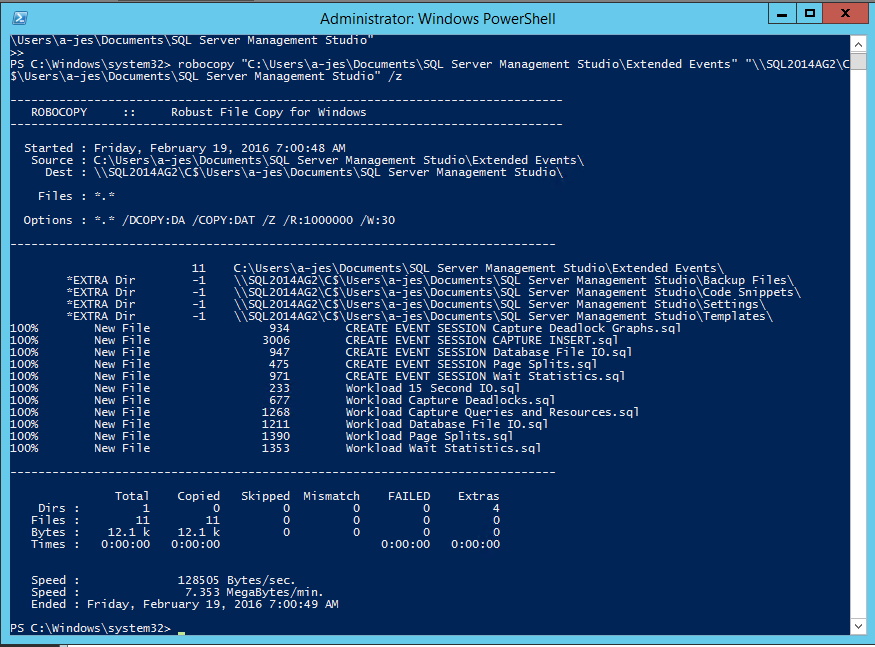 Administrator: Windows PowerShell
\Users\a-jes\Documents\SQL Server Management Studio"
>>
PS C:\Windows\system32> robocopy "C:\Users\a-jes\Documents\SQL Server Management Studio\Extended Events" "\\SQL2014AG2\C
$\Users\a-jes\Documents\SQL Server Management Studio" /z
-------------------------------------------------------------------------------
   ROBOCOPY     ::     Robust File Copy for Windows
-------------------------------------------------------------------------------
  Started : Friday, February 19, 2016 7:00:48 AM
   Source : C:\Users\a-jes\Documents\SQL Server Management Studio\Extended Events\
     Dest : \\SQL2014AG2\C$\Users\a-jes\Documents\SQL Server Management Studio\
    Files : *.*
  Options : *.* /DCOPY:DA /COPY:DAT /Z /R:1000000 /W:30
------------------------------------------------------------------------------
                          11    C:\Users\a-jes\Documents\SQL Server Management Studio\Extended Events\
        *EXTRA Dir        -1    \\SQL2014AG2\C$\Users\a-jes\Documents\SQL Server Management Studio\Backup Files\
        *EXTRA Dir        -1    \\SQL2014AG2\C$\Users\a-jes\Documents\SQL Server Management Studio\Code Snippets\
        *EXTRA Dir        -1    \\SQL2014AG2\C$\Users\a-jes\Documents\SQL Server Management Studio\Settings\
        *EXTRA Dir        -1    \\SQL2014AG2\C$\Users\a-jes\Documents\SQL Server Management Studio\Templates\
100%        New File                 934        CREATE EVENT SESSION Capture Deadlock Graphs.sql
100%        New File                3006        CREATE EVENT SESSION CAPTURE INSERT.sql
100%        New File                 947        CREATE EVENT SESSION Database File IO.sql
100%        New File                 475        CREATE EVENT SESSION Page Splits.sql
100%        New File                 971        CREATE EVENT SESSION Wait Statistics.sql
100%        New File                 233        Workload 15 Second IO.sql
100%        New File                 677        Workload Capture Deadlocks.sql
100%        New File                1268        Workload Capture Queries and Resources.sql
100%        New File                1211        Workload Database File IO.sql
100%        New File                1390        Workload Page Splits.sql
100%        New File                1353        Workload Wait Statistics.sql
------------------------------------------------------------------------------
               Total    Copied   Skipped  Mismatch    FAILED    Extras
    Dirs :         1         0         0         0         0         4
   Files :        11        11         0         0         0         0
   Bytes :    12.1 k    12.1 k         0         0         0         0
   Times :   0:00:00   0:00:00                       0:00:00   0:00:00
   Speed :              128505 Bytes/sec.
   Speed :               7.353 MegaBytes/min.
   Ended : Friday, February 19, 2016 7:00:49 AM
PS C:\Windows\system32>